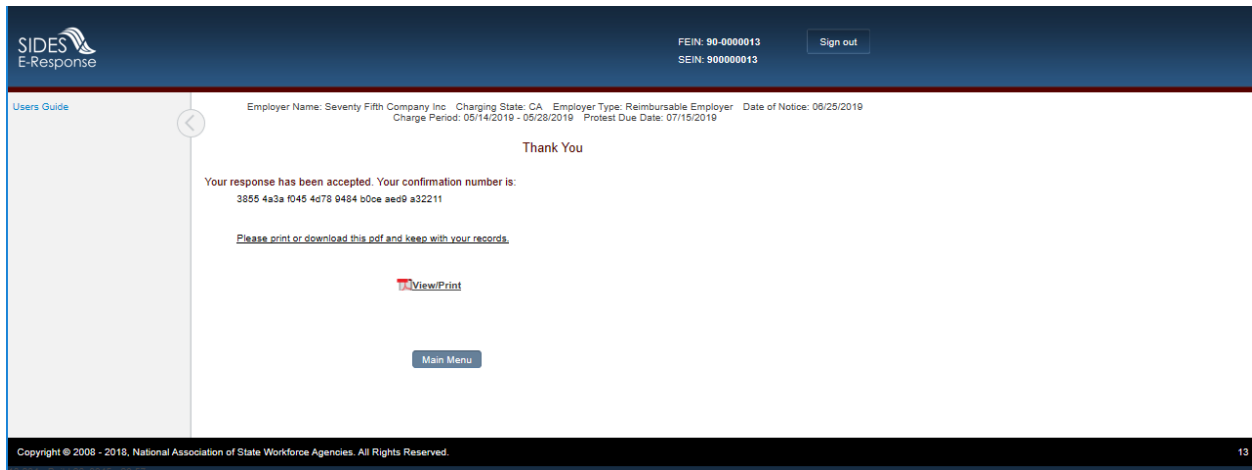 SIDES
E-Response
FEIN: 90-0000013
SEIN: 900000013
Sign out
Users Guide
Employer Name: Seventy Fifth Company Inc Charging State: CA Employer Type: Reimbursable Employer Date of Notice: 06/25/2019
Charge Period: 05/14/2019 - 05/28/2019 Protest Due Date: 07/15/2019
Thank You
Your response has been accepted. Your confirmation number is:
3855 4a3a f045 4d78 9484 b0ce aed9 a32211
Please print or download this pdf and keep with your records.
View/Print
Main Menu
Copyright © 2008 - 2018, National Association of State Workforce Agencies. All Rights Reserved.
13